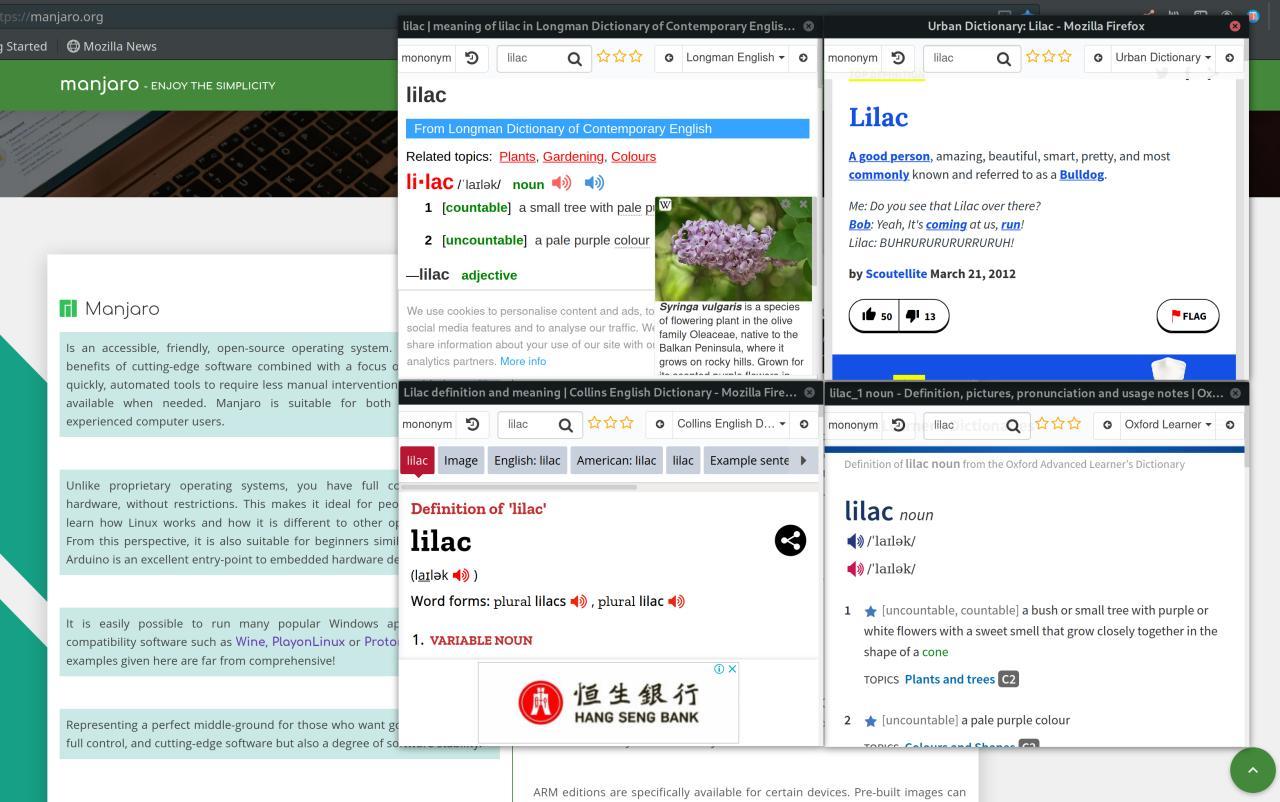 tps://manjaro.org
g Started
Mozilla News
manjaro - ENJOY THE SIMPLICITY
Manjaro
Is an accessible, friendly, open-source operating system.
benefits of cutting-edge software combined with a focus o
quickly, automated tools to require less manual intervention
available when needed. Manjaro is suitable for both
experienced computer users.
Unlike proprietary operating systems, you have full co
hardware, without restrictions. This makes it ideal for peo
learn how Linux works and how it is different to other op
From this perspective, it is also suitable for beginners simil
Arduino is an excellent entry-point to embedded hardware de
It is easily possible to run many popular Windows ap
compatibility software such as Wine, PlayonLinux or Proto
examples given here are far from comprehensive!
Representing a perfect middle-ground for those who want go
full control, and cutting-edge software but also a degree of software stability.
ARM editions are specifically available for certain devices. Pre-built images can
lilac | meaning of lilac in Longman Dictionary of Contemporary Englis...
mononym lilac Longman English
lilac
From Longman Dictionary of Contemporary English
Related topics: Plants, Gardening, Colours
li·lac /ˈlaɪlək/ noun
1 [countable] a small tree with pale p
2 [uncountable] a pale purple colour
—lilac adjective
We use cookies to personalise content and ads, to
social media features and to analyse our traffic. We
share information about your use of our site with ou
analytics partners. More info
W
Syringa vulgaris is a species
of flowering plant in the olive
family Oleaceae, native to the
Balkan Peninsula, where it
grows on rocky hills. Grown for
its scented purple flowers in
Urban Dictionary: Lilac - Mozilla Firefox
mononym lilac Urban Dictionary
TOP DEFINITION
Lilac
A good person, amazing, beautiful, smart, pretty, and most
commonly known and referred to as a Bulldog.
Me: Do you see that Lilac over there?
Bob: Yeah, It's coming at us, run!
Lilac: BUHRURURURURRURUH!
by Scoutellite March 21, 2012
50 13 FLAG
Lilac definition and meaning | Collins English Dictionary - Mozilla Fire...
mononym lilac Collins English D...
lilac Image English: lilac American: lilac lilac Example sente
Definition of 'lilac'
lilac
(laɪlək )
Word forms: plural lilacs , plural lilac
1. VARIABLE NOUN
恒生銀行
HANG SENG BANK
lilac_1 noun - Definition, pictures, pronunciation and usage notes | Ox...
mononym lilac Oxford Learner
Definition of lilac noun from the Oxford Advanced Learner's Dictionary
lilac noun
/ˈlaɪlək/
/ˈlaɪlək/
1 [uncountable, countable] a bush or small tree with purple or
white flowers with a sweet smell that grow closely together in the
shape of a cone
TOPICS Plants and trees C2
2 [uncountable] a pale purple colour
TOPICS Colours and Shapes C2